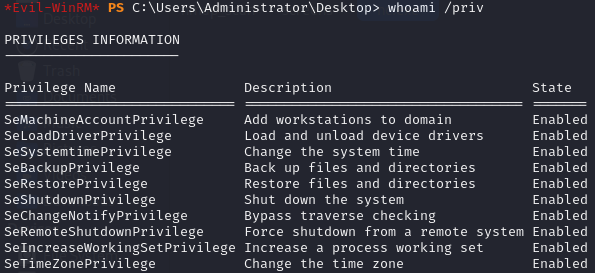 *Evil-WinRM* PS C:\Users\Administrator\Desktop> whoami /priv
PRIVILEGES INFORMATION
----------------------
Privilege Name Description State
============================= =================================== =======
SeMachineAccountPrivilege Add workstations to domain Enabled
SeLoadDriverPrivilege Load and unload device drivers Enabled
SeSystemtimePrivilege Change the system time Enabled
SeBackupPrivilege Back up files and directories Enabled
SeRestorePrivilege Restore files and directories Enabled
SeShutdownPrivilege Shut down the system Enabled
SeChangeNotifyPrivilege Bypass traverse checking Enabled
SeRemoteShutdownPrivilege Force shutdown from a remote system Enabled
SeIncreaseWorkingSetPrivilege Increase a process working set Enabled
SeTimeZonePrivilege Change the time zone Enabled
Desktop
Trash